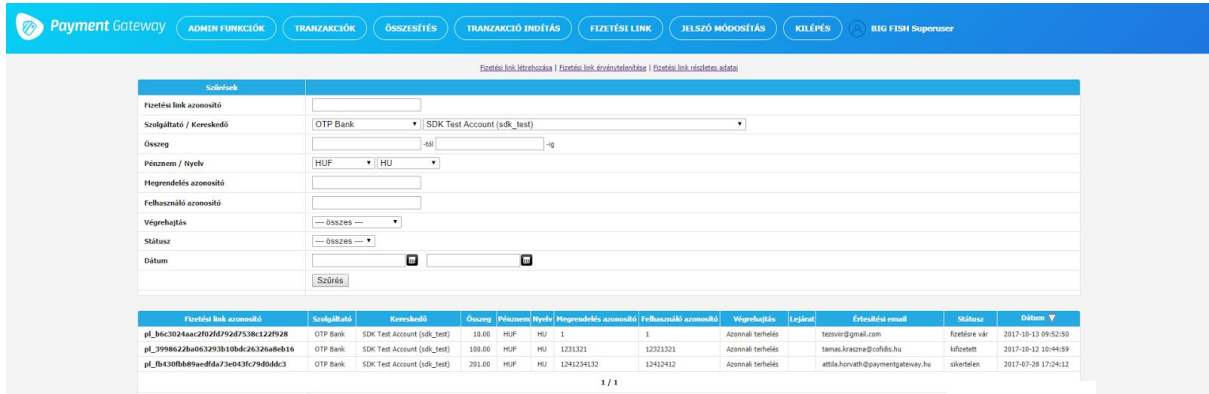 Payment Gateway ADMIN FUNKCIÓK TRANZAKCIÓK ÖSSZESÍTÉS TRANZAKCIÓ INDÍTÁS FIZETÉSI LINK JELSZÓ MÓDOSÍTÁS KILÉPÉS BIG FISH Superuser
Fizetési link létrehozása | Fizetési link érvénytelenítése | Fizetési link részletes adatai
Szűrések
Fizetési link azonosító
Szolgáltató / Kereskedő OTP Bank SDK Test Account (sdk_test)
Összeg -tól -ig
Pénznem / Nyelv HUF HU
Megrendelés azonosító
Felhasználó azonosító
Végrehajtás --- összes ---
Státusz --- összes ---
Dátum
Szűrés
Fizetési link azonosító Szolgáltató Kereskedő Összeg Pénznem Nyelv Megrendelés azonosító Felhasználó azonosító Végrehajtás Lejárat Értesítési email Státusz Dátum
pl_b6c3024aac2f02fd792d7538c122f928 OTP Bank SDK Test Account (sdk_test) 10.00 HUF HU 1 1 Azonnali terhelés tezsviir@gmail.com fizetésre vár 2017-10-13 09:52:50
pl_3998622ba063293b10bdc26326a8eb16 OTP Bank SDK Test Account (sdk_test) 100.00 HUF HU 1231321 12321321 Azonnali terhelés tamas.kraszna@cofidis.hu kifizetett 2017-10-12 10:44:59
pl_fb430fbb89aedfda73e043fc79d0ddc3 OTP Bank SDK Test Account (sdk_test) 201.00 HUF HU 1241234132 12412412 Azonnali terhelés attila.horvath@paymentgateway.hu sikertelen 2017-07-28 17:24:12
1 / 1